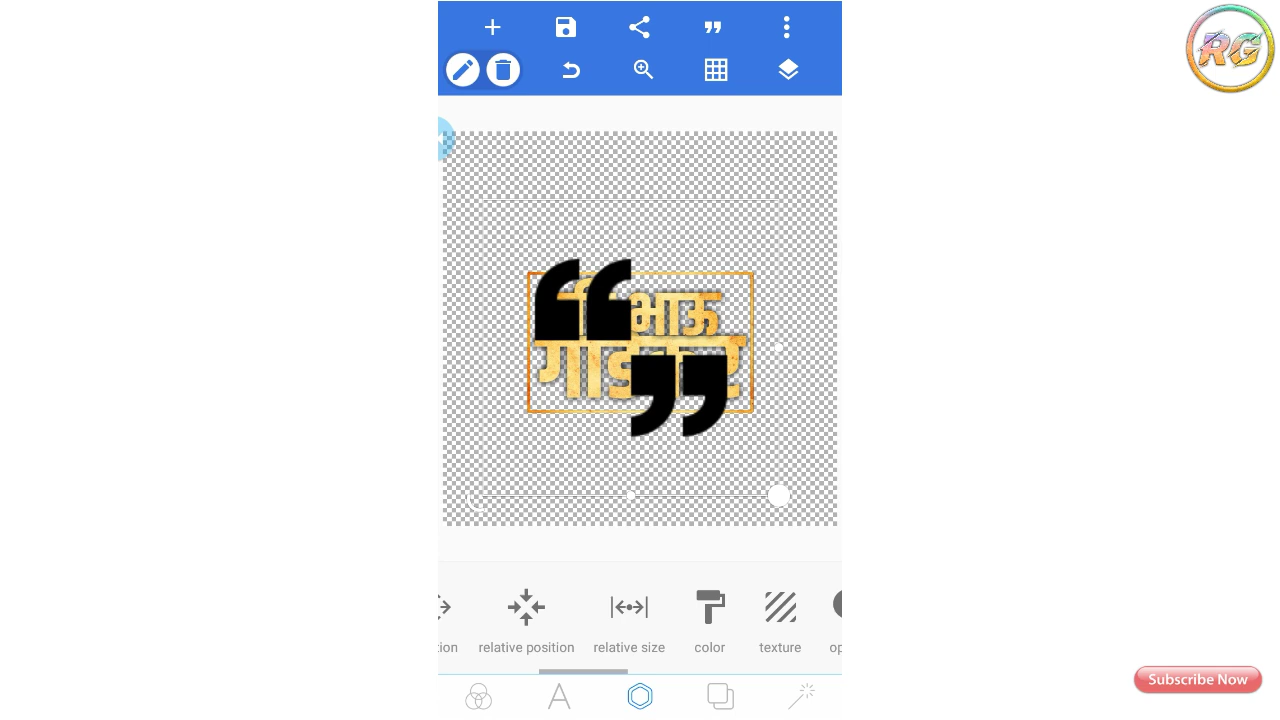 RG
भाऊ
relative position
relative size
color
texture
Subscribe Now